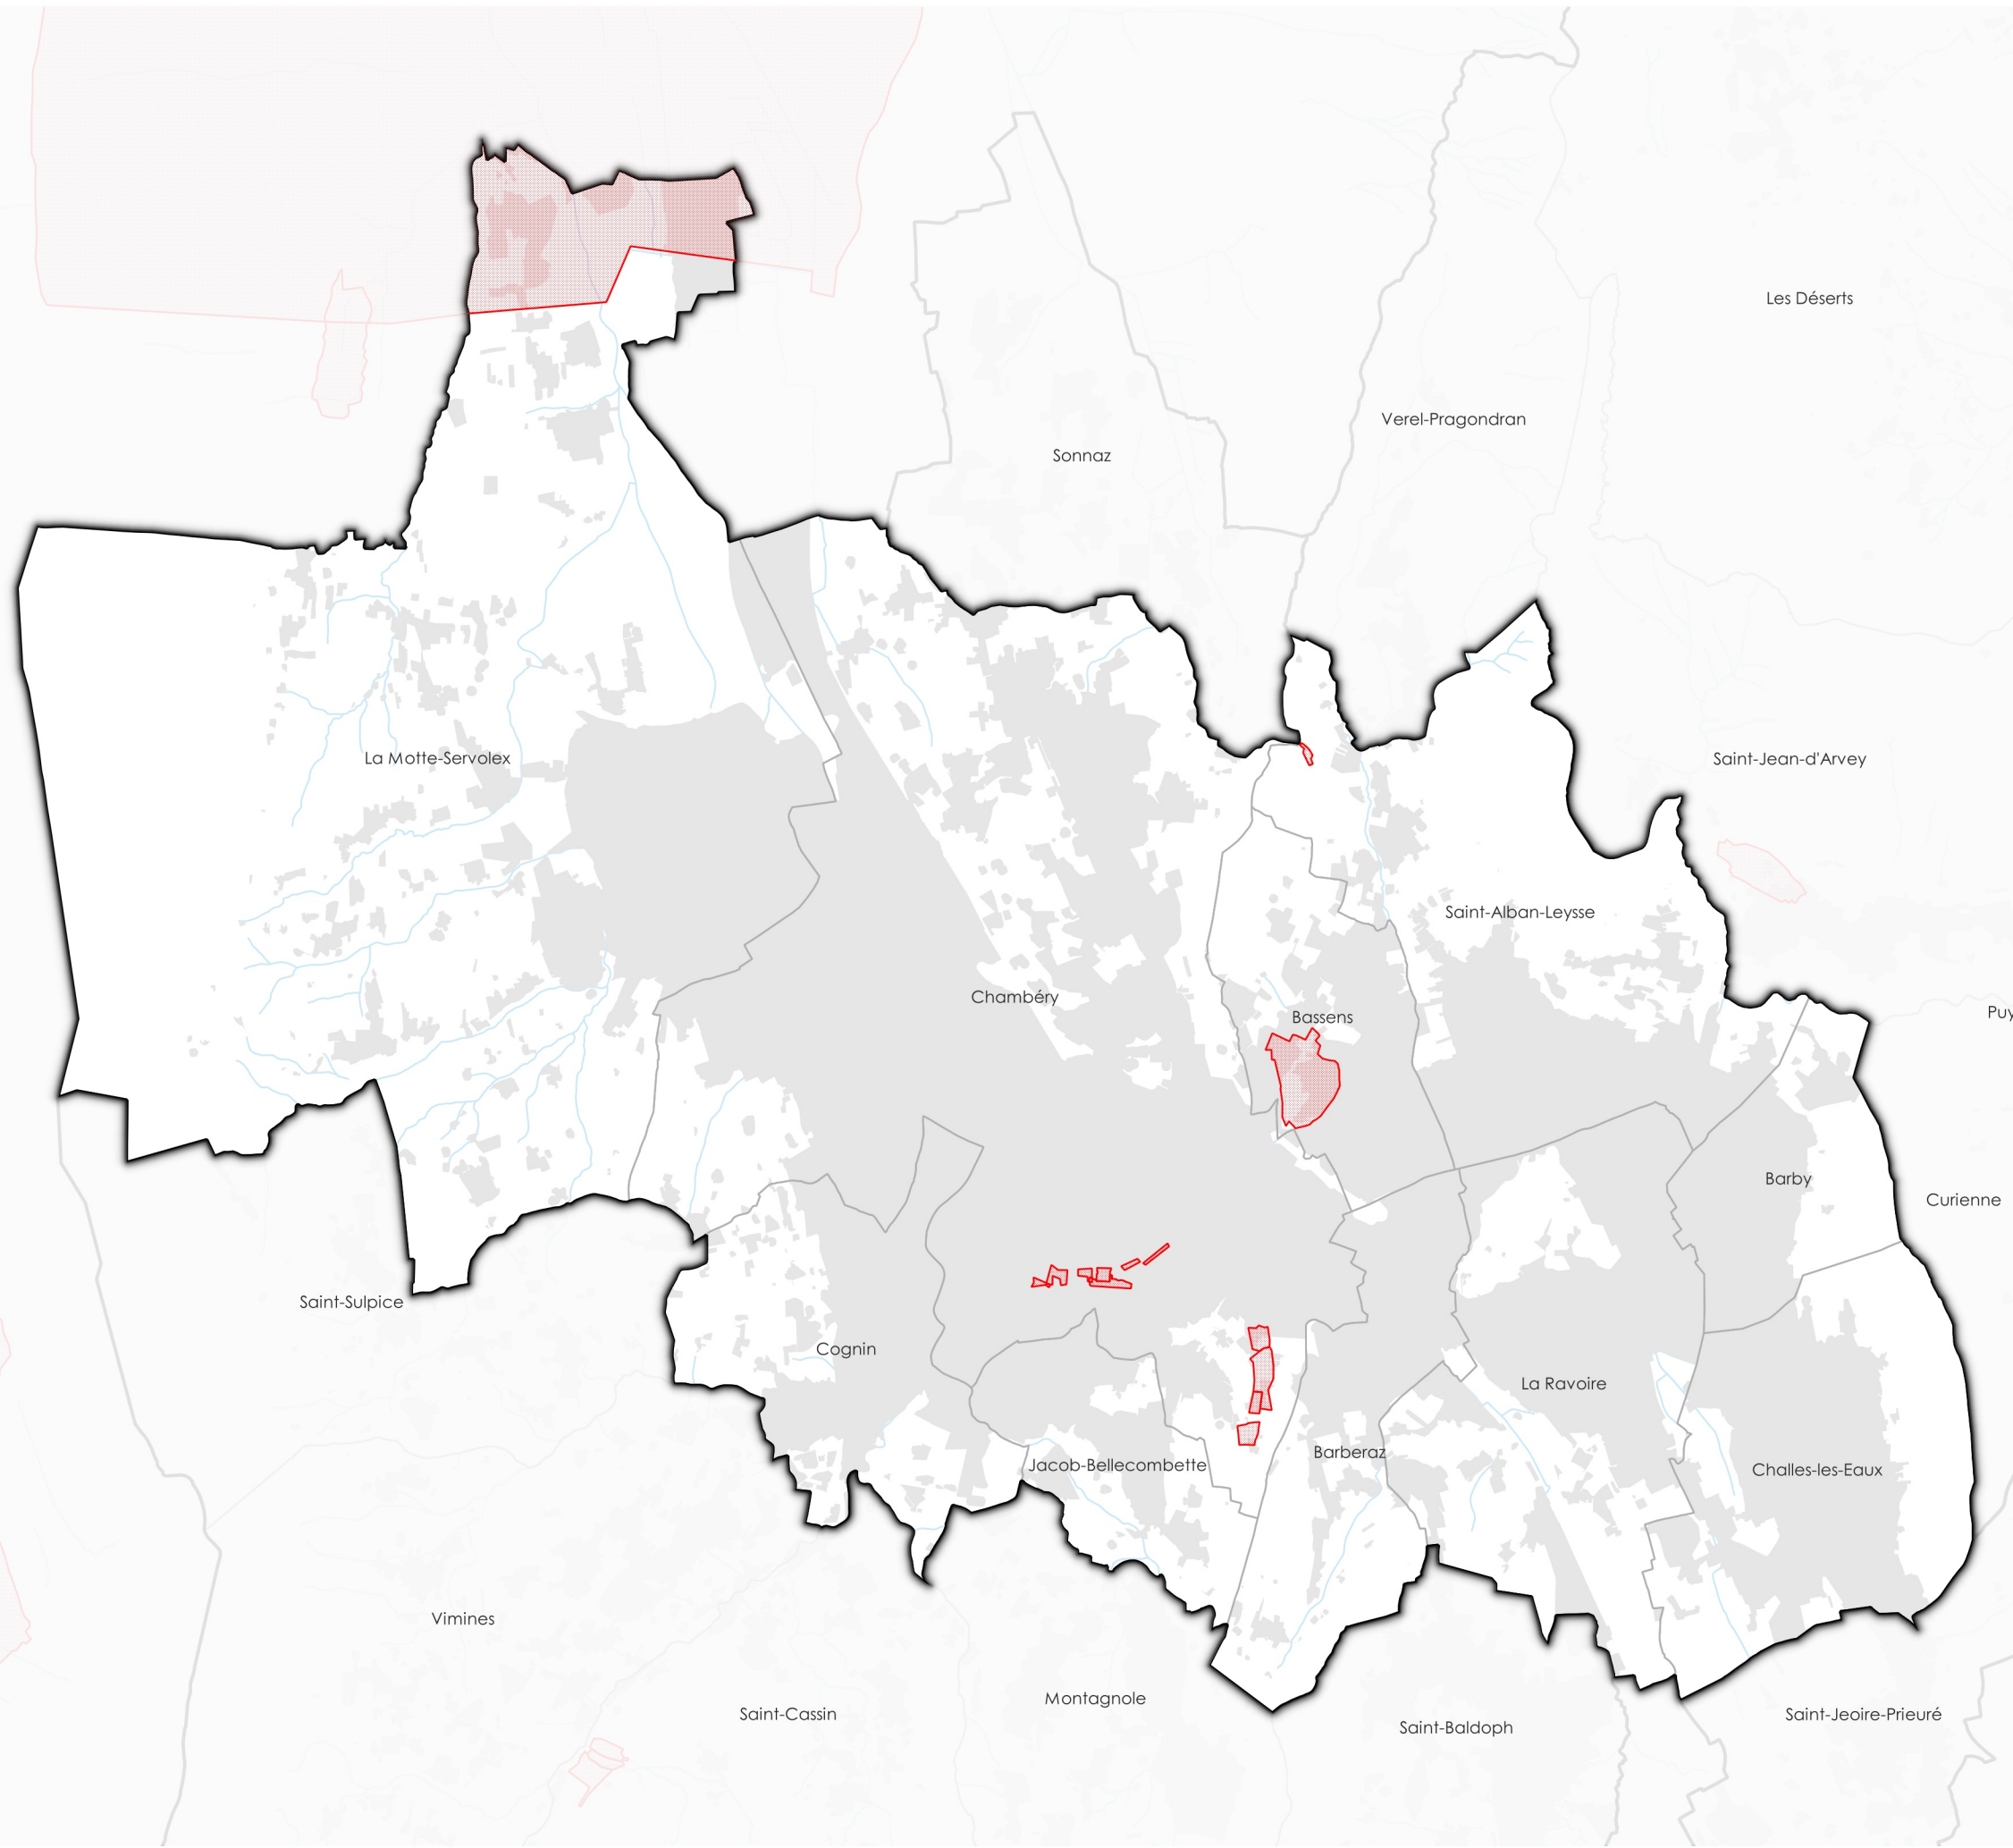 Les Déserts
Verel-Pragondran
Sonnaz
La Motte-Servolex
Saint-Jean-d'Arvey
Saint-Alban-Leysse
Chambéry
Bassens
Puy
Barby
Curienne
Saint-Sulpice
Cognin
La Ravoire
Barberaz
Jacob-Bellecombette
Challes-les-Eaux
Vimines
Montagnole
Saint-Cassin
Saint-Baldoph
Saint-Jeoire-Prieuré